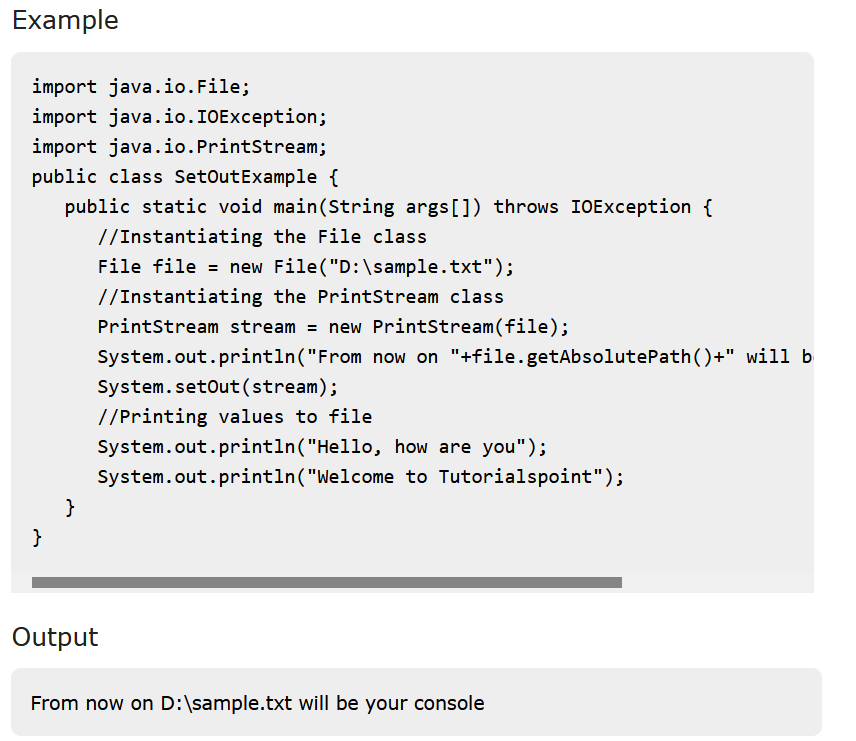 Example
import java.io.File;
import java.io.IOException;
import java.io.PrintStream;
public class SetOutExample {
   public static void main(String args[]) throws IOException {
      //Instantiating the File class
      File file = new File("D:\sample.txt");
      //Instantiating the PrintStream class
      PrintStream stream = new PrintStream(file);
      System.out.println("From now on "+file.getAbsolutePath()+" will b
      System.setOut(stream);
      //Printing values to file
      System.out.println("Hello, how are you");
      System.out.println("Welcome to Tutorialspoint");
   }
}
Output
From now on D:\sample.txt will be your console